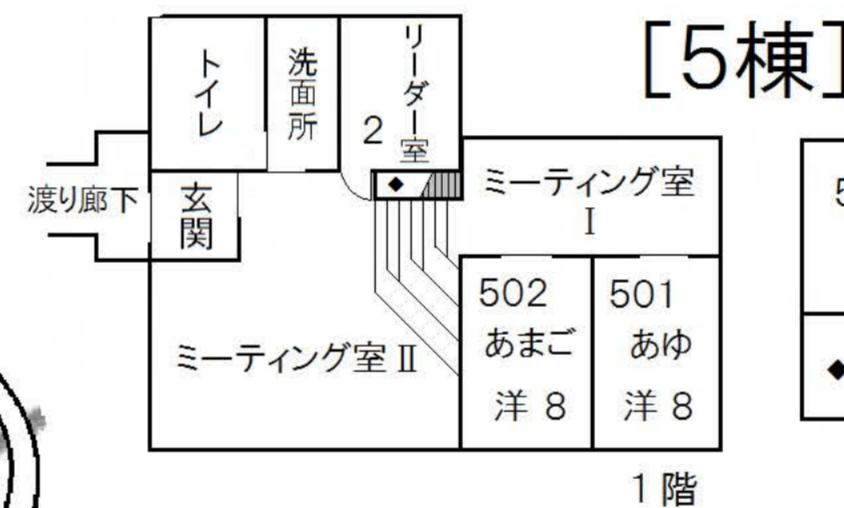 [5棟]
トイレ
洗面所
リーダー室
2
渡り廊下
玄関
ミーティング室
Ⅰ
ミーティング室Ⅱ
502
あまご
洋 8
501
あゆ
洋 8
1階
5